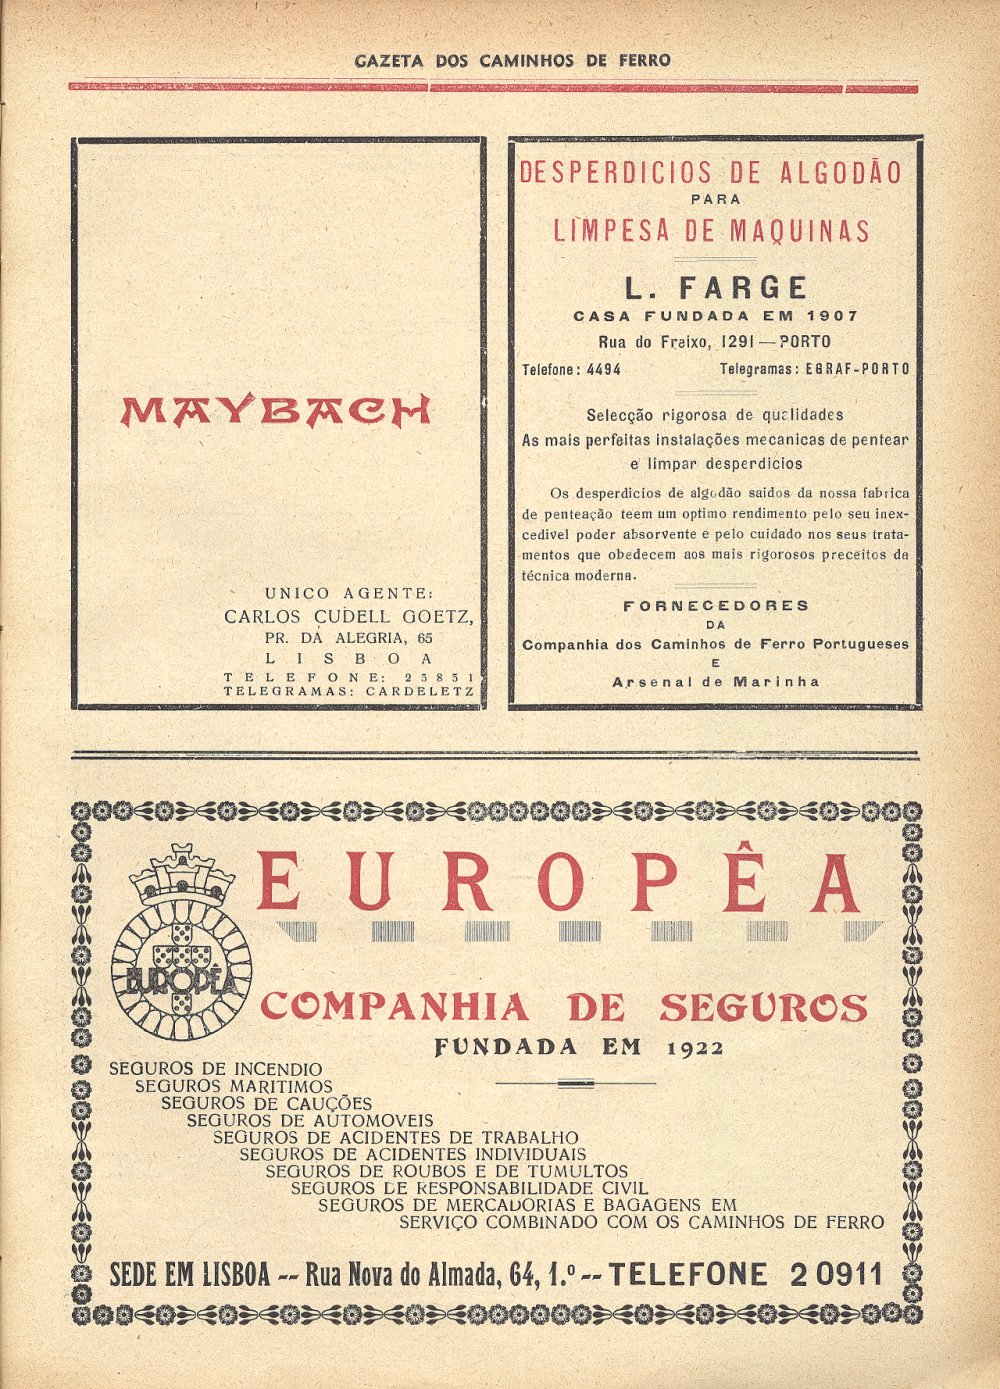 GAZETA DOS CAMINHOS DE FERRO
MAYBACH
UNICO AGENTE:
CARLOS CUDELL GOETZ,
PR. DA ALEGRIA, 65
LISBOA
TELEFONE: 23831
TELEGRAMAS: CARDELETZ
DESPERDICIOS DE ALGODÃO
PARA
LIMPESA DE MAQUINAS
L. FARGE
CASA FUNDADA EM 1907
Rua do Freixo, 1291—PORTO
Telefone: 4494 Telegramas: EGRAF-PORTO
Selecção rigorosa de qualidades
As mais perfeitas instalações mecanicas de pentear
e limpar desperdicios
Os desperdicios de algodão saidos da nossa fabrica
de penteação teem um optimo rendimento pelo seu inex-
cedivel poder absorvente e pelo cuidado nos seus trata-
mentos que obedecem aos mais rigorosos preceitos da
técnica moderna.
FORNECEDORES
DA
Companhia dos Caminhos de Ferro Portugueses
E
Arsenal de Marinha
EUROPÊA
EUROPÊA
COMPANHIA DE SEGUROS
FUNDADA EM 1922
SEGUROS DE INCENDIO
SEGUROS MARITIMOS
SEGUROS DE CAUÇÕES
SEGUROS DE AUTOMOVEIS
SEGUROS DE ACIDENTES DE TRABALHO
SEGUROS DE ACIDENTES INDIVIDUAIS
SEGUROS DE ROUBOS E DE TUMULTOS
SEGUROS DE RESPONSABILIDADE CIVIL
SEGUROS DE MERCADORIAS E BAGAGENS EM
SERVIÇO COMBINADO COM OS CAMINHOS DE FERRO
SEDE EM LISBOA -- Rua Nova do Almada, 64, 1.º -- TELEFONE 20911